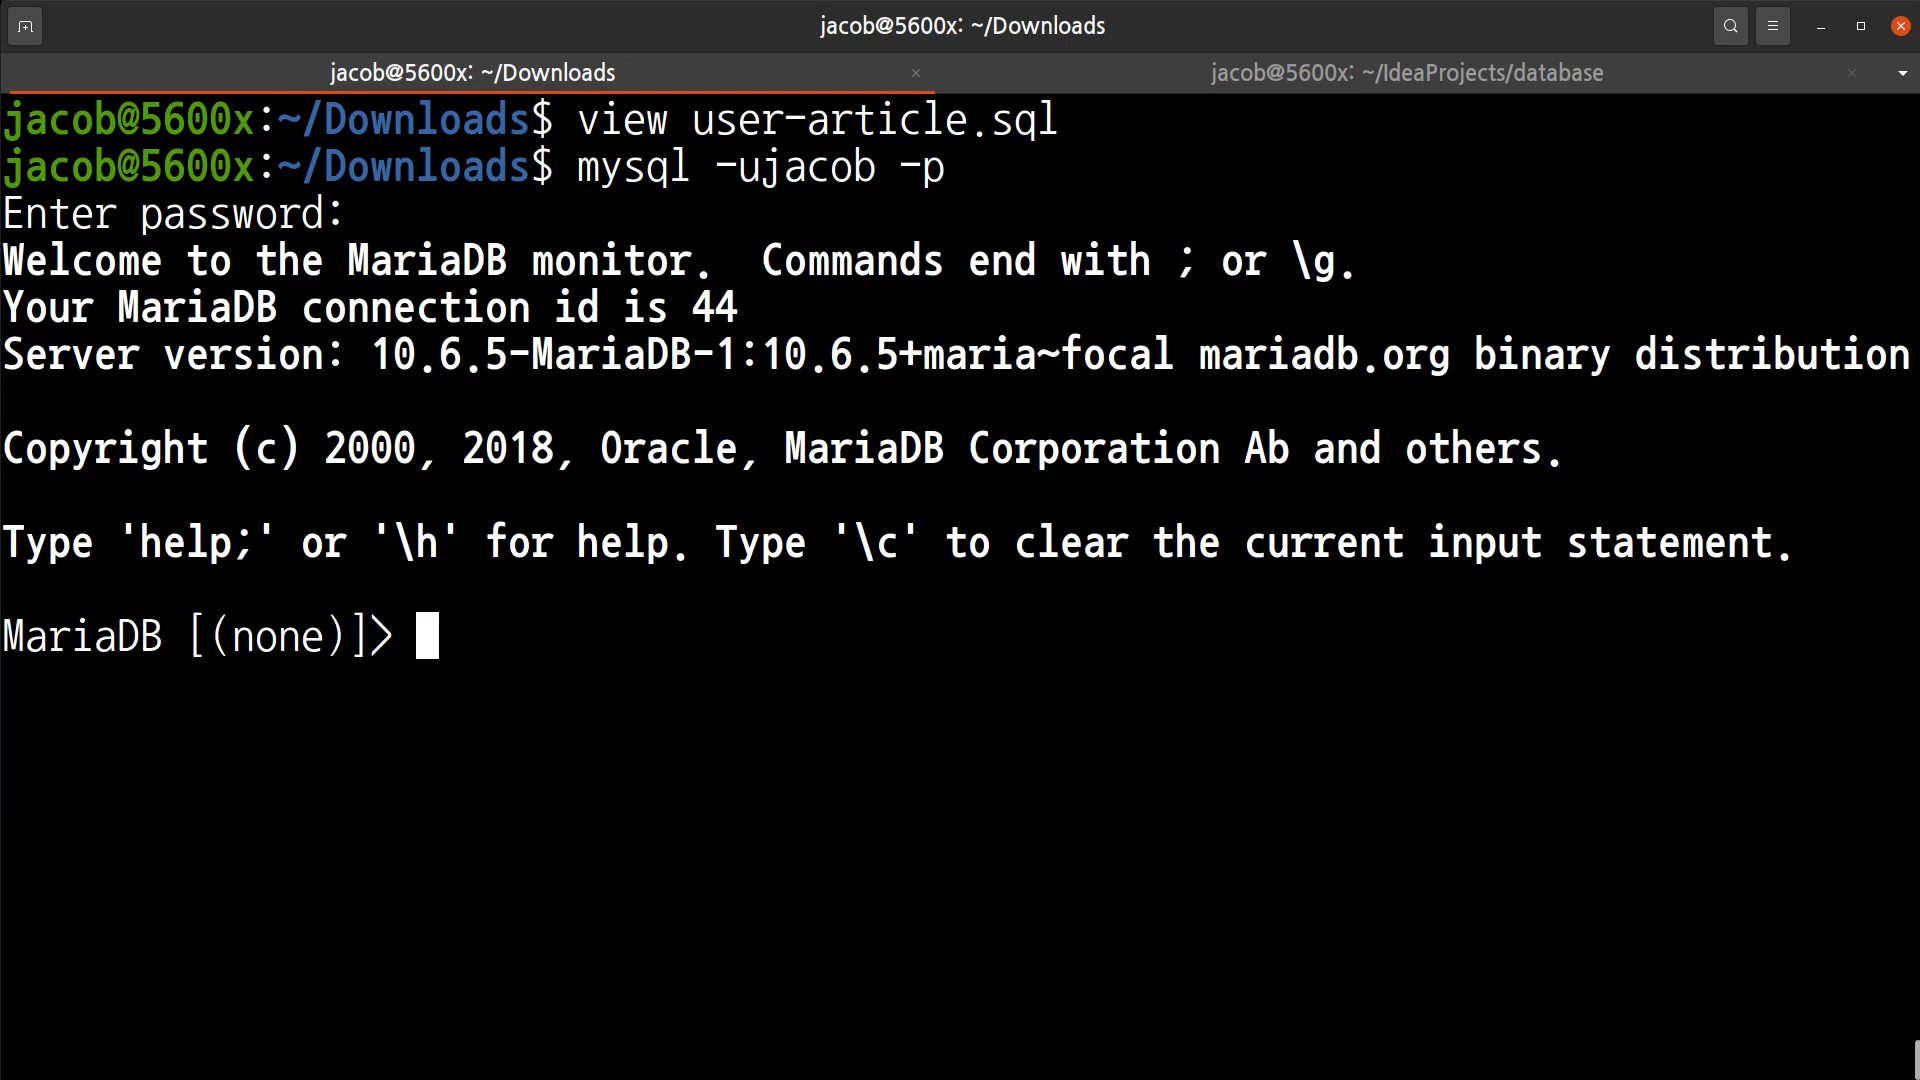 jacob@5600x: ~/Downloads
jacob@5600x: ~/Downloads
jacob@5600x: ~/IdeaProjects/database
jacob@5600x:~/Downloads$ view user-article.sql
jacob@5600x:~/Downloads$ mysql -ujacob -p
Enter password:
Welcome to the MariaDB monitor.  Commands end with ; or \g.
Your MariaDB connection id is 44
Server version: 10.6.5-MariaDB-1:10.6.5+maria~focal mariadb.org binary distribution
Copyright (c) 2000, 2018, Oracle, MariaDB Corporation Ab and others.
Type 'help;' or '\h' for help. Type '\c' to clear the current input statement.
MariaDB [(none)]>